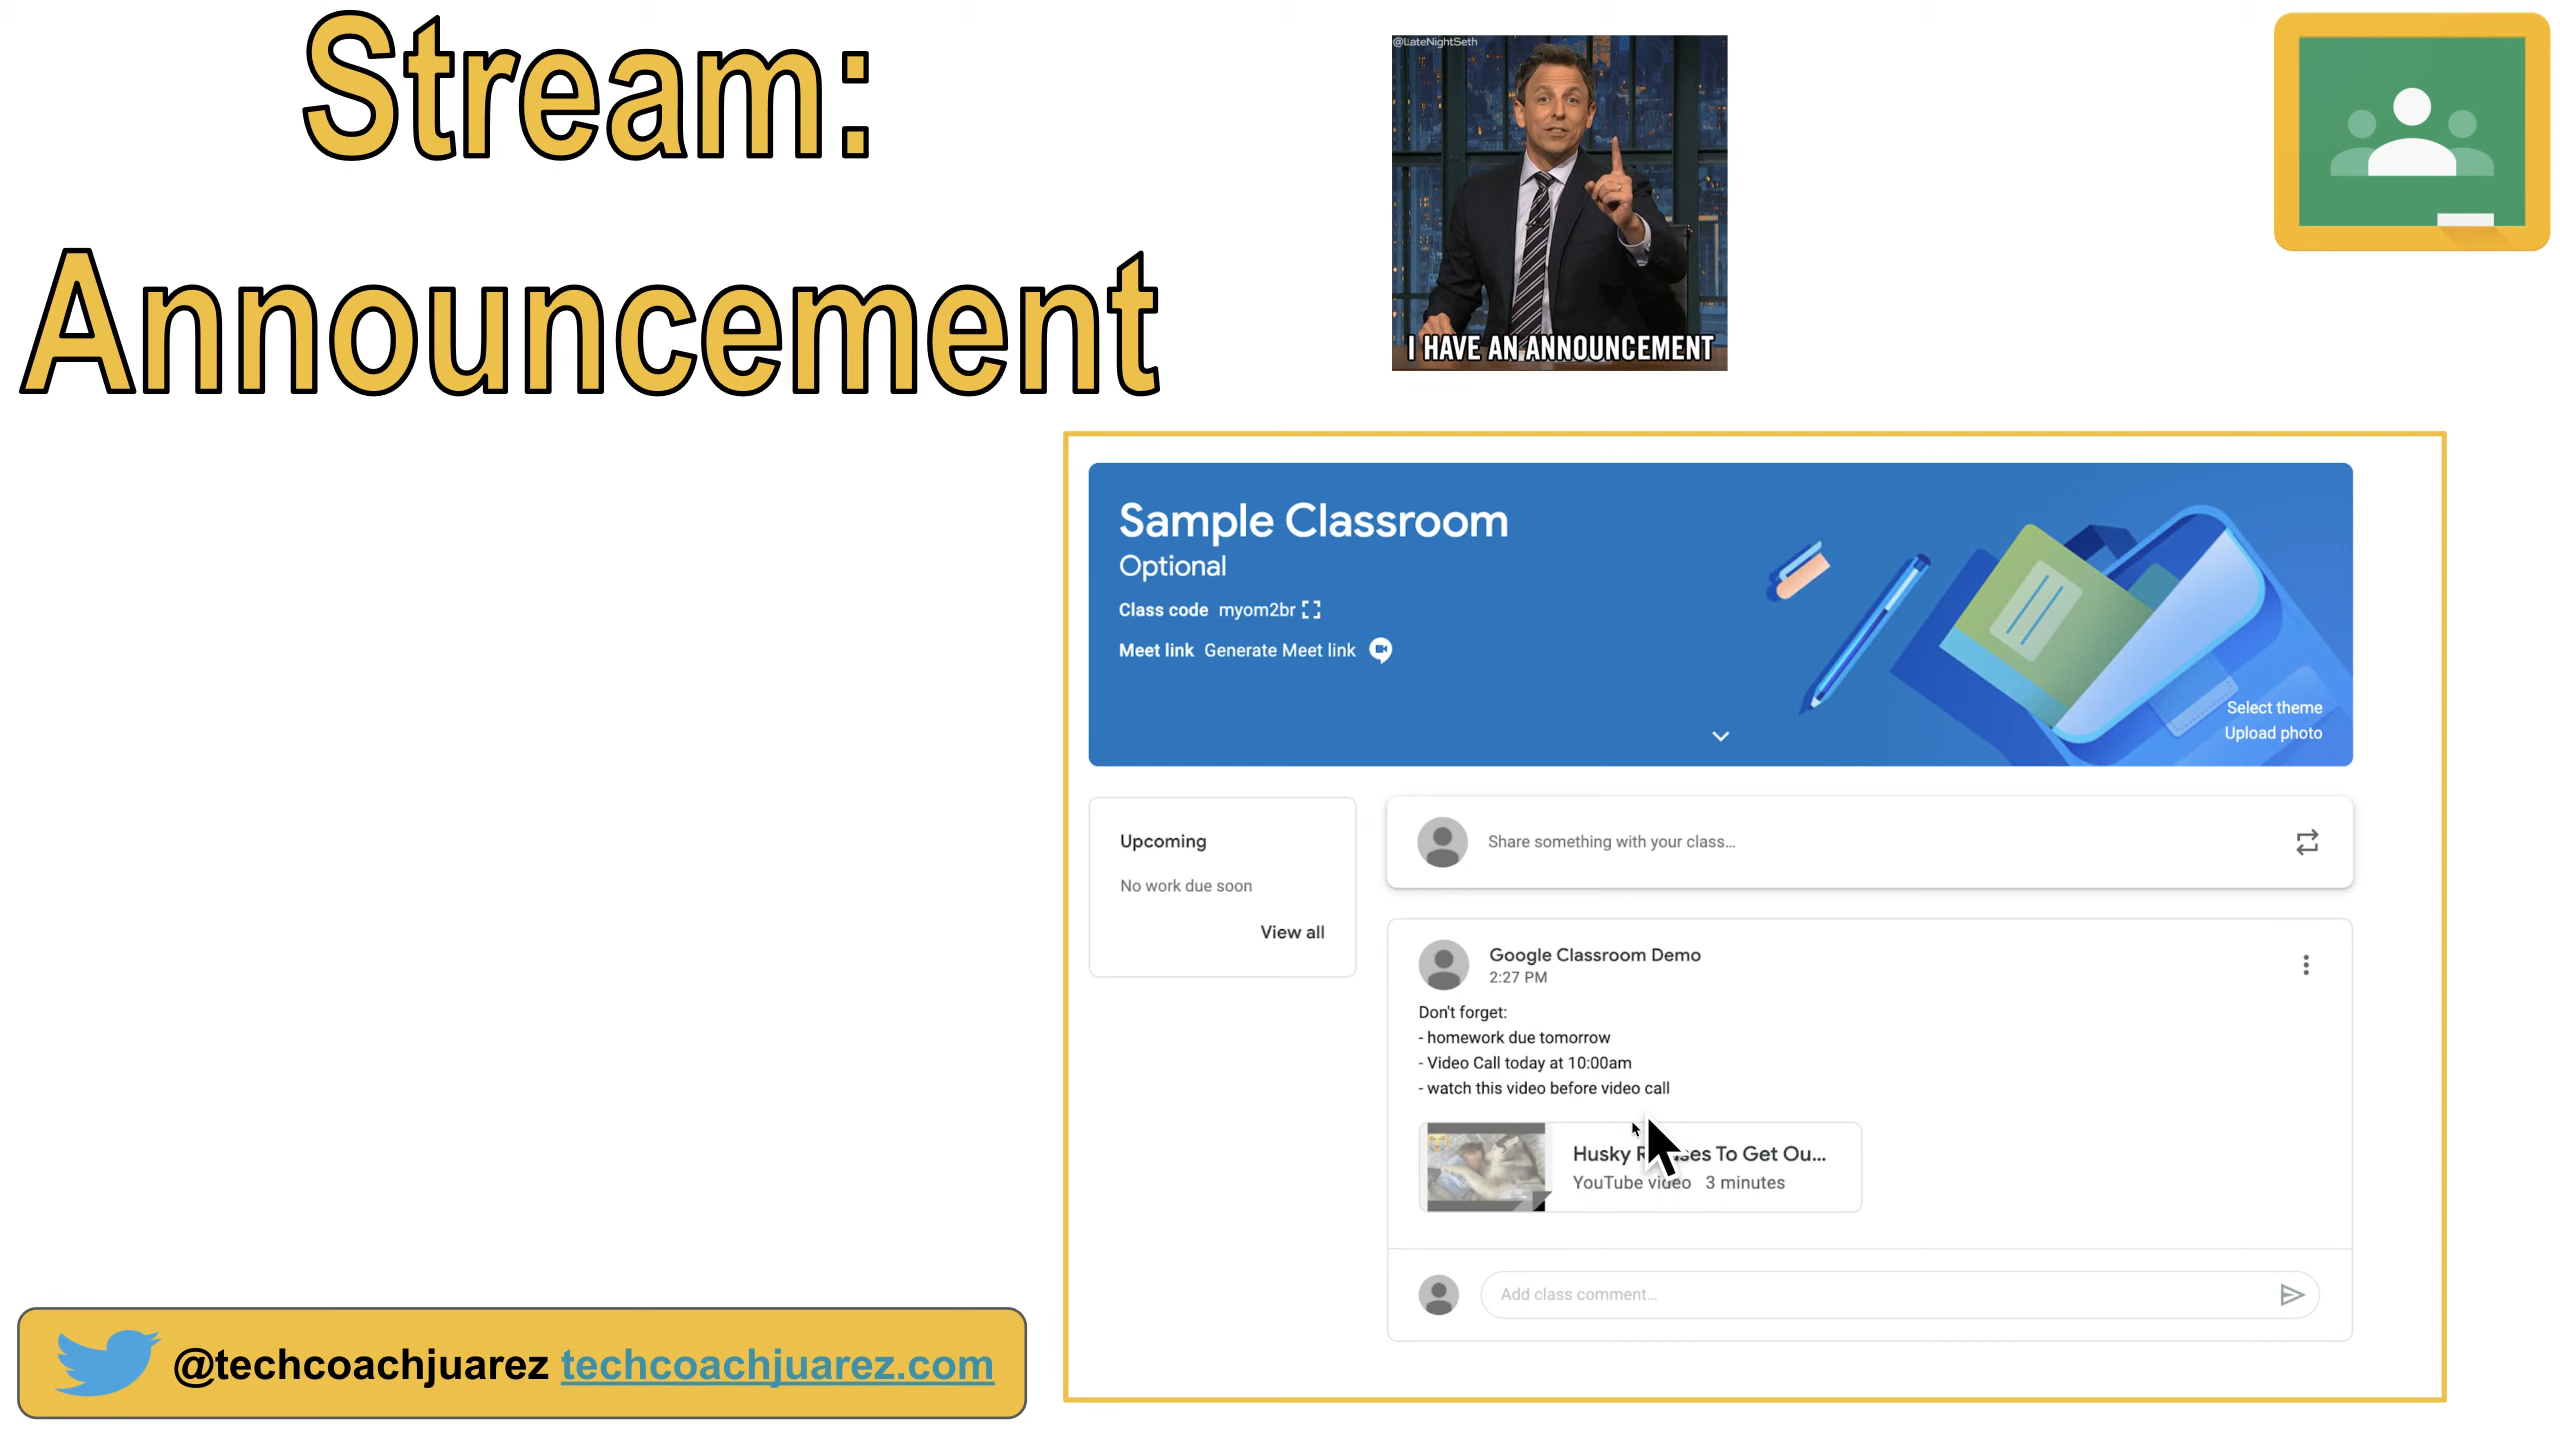 Stream:
Announcement
@LateNightSeth
I HAVE AN ANNOUNCEMENT
Sample Classroom
Optional
Class code myom2br
Meet link Generate Meet link
Select theme
Upload photo
Upcoming
No work due soon
View all
Share something with your class...
Google Classroom Demo
2:27 PM
Don't forget:
- homework due tomorrow
- Video Call today at 10:00am
- watch this video before video call
Husky To Get Ou...
YouTube video 3 minutes
Add class comment...
@techcoachjuarez techcoachjuarez.com